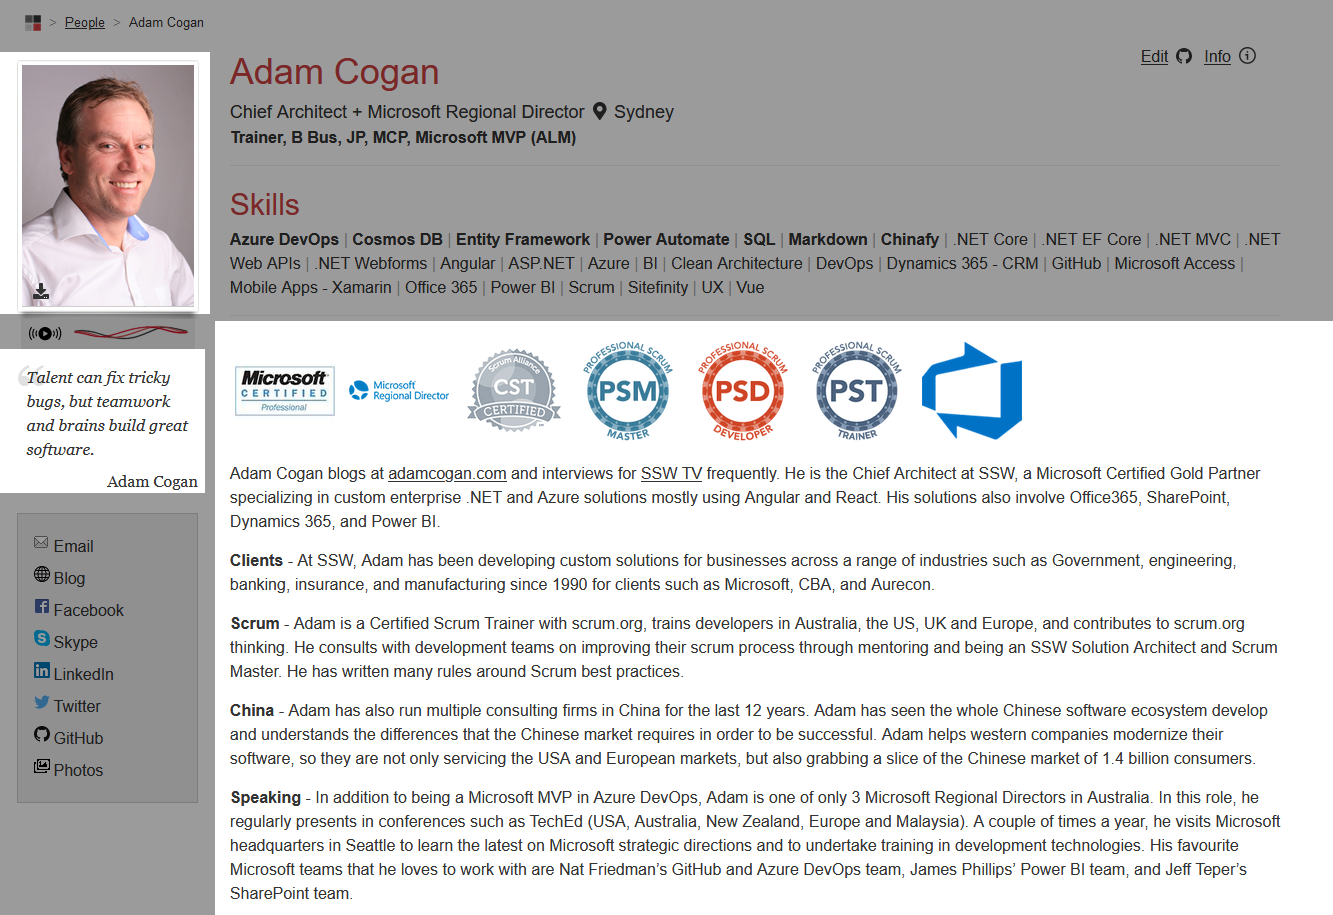 > People > Adam Cogan
Edit Info
Adam Cogan
Chief Architect + Microsoft Regional Director Sydney
Trainer, B Bus, JP, MCP, Microsoft MVP (ALM)
Skills
Azure DevOps | Cosmos DB | Entity Framework | Power Automate | SQL | Markdown | Chinafy | .NET Core | .NET EF Core | .NET MVC | .NET
Web APIs | .NET Webforms | Angular | ASP.NET | Azure | BI | Clean Architecture | DevOps | Dynamics 365 - CRM | GitHub | Microsoft Access |
Mobile Apps - Xamarin | Office 365 | Power BI | Scrum | Sitefinity | UX | Vue
“Talent can fix tricky
bugs, but teamwork
and brains build great
software.
Adam Cogan
Email
Blog
Facebook
Skype
LinkedIn
Twitter
GitHub
Photos
Microsoft
CERTIFIED
Professional
Microsoft
Regional Director
Scrum Alliance
CST
CERTIFIED
PROFESSIONAL SCRUM
PSM
MASTER
PROFESSIONAL SCRUM
PSD
DEVELOPER
PROFESSIONAL SCRUM
PST
TRAINER
Adam Cogan blogs at adamcogan.com and interviews for SSW TV frequently. He is the Chief Architect at SSW, a Microsoft Certified Gold Partner
specializing in custom enterprise .NET and Azure solutions mostly using Angular and React. His solutions also involve Office365, SharePoint,
Dynamics 365, and Power BI.
Clients - At SSW, Adam has been developing custom solutions for businesses across a range of industries such as Government, engineering,
banking, insurance, and manufacturing since 1990 for clients such as Microsoft, CBA, and Aurecon.
Scrum - Adam is a Certified Scrum Trainer with scrum.org, trains developers in Australia, the US, UK and Europe, and contributes to scrum.org
thinking. He consults with development teams on improving their scrum process through mentoring and being an SSW Solution Architect and Scrum
Master. He has written many rules around Scrum best practices.
China - Adam has also run multiple consulting firms in China for the last 12 years. Adam has seen the whole Chinese software ecosystem develop
and understands the differences that the Chinese market requires in order to be successful. Adam helps western companies modernize their
software, so they are not only servicing the USA and European markets, but also grabbing a slice of the Chinese market of 1.4 billion consumers.
Speaking - In addition to being a Microsoft MVP in Azure DevOps, Adam is one of only 3 Microsoft Regional Directors in Australia. In this role, he
regularly presents in conferences such as TechEd (USA, Australia, New Zealand, Europe and Malaysia). A couple of times a year, he visits Microsoft
headquarters in Seattle to learn the latest on Microsoft strategic directions and to undertake training in development technologies. His favourite
Microsoft teams that he loves to work with are Nat Friedman’s GitHub and Azure DevOps team, James Phillips’ Power BI team, and Jeff Teper’s
SharePoint team.